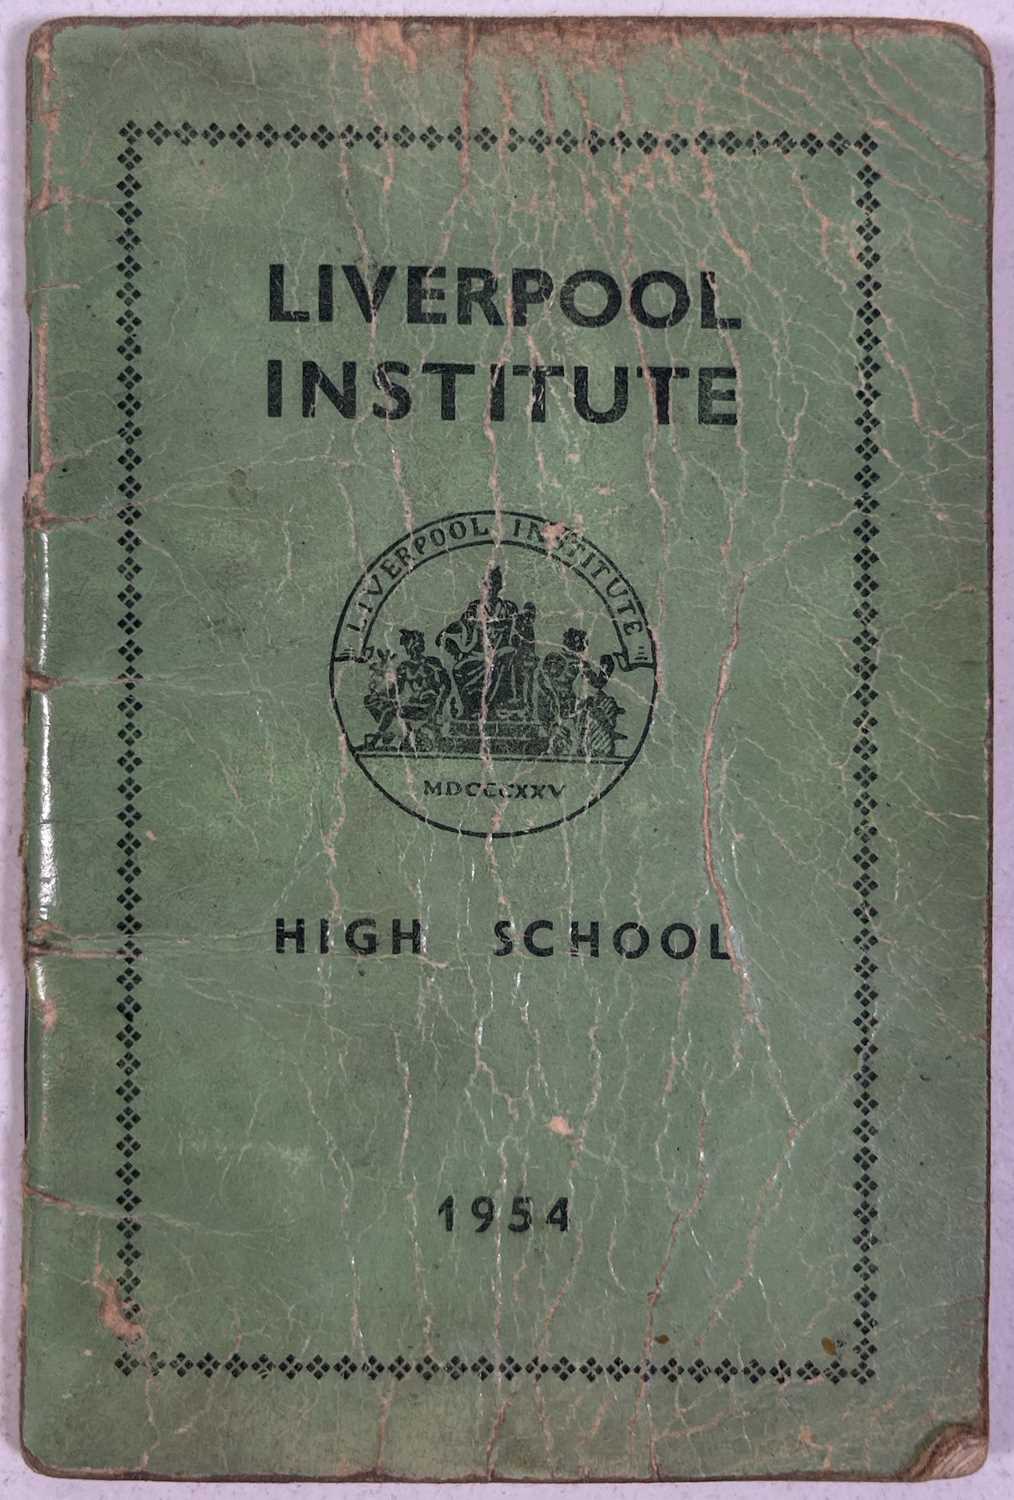 LIVERPOOL
INSTITUTE
LIVERPOOL INSTITUTE
MDCCCXXV
HIGH SCHOOL
1954